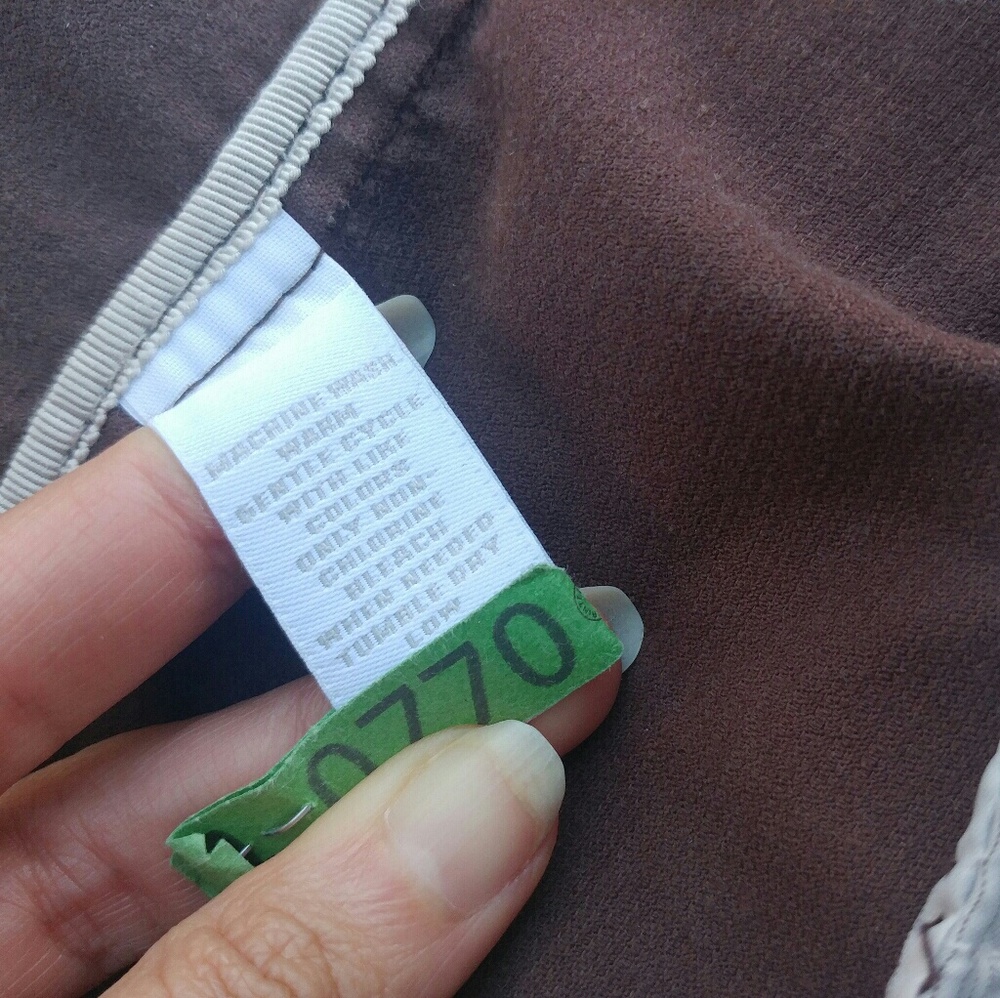 MACHINE WASH
WARM
GENTLE CYCLE
WITH LIKE
COLORS
ONLY NON-
CHLORINE
BLEACH
WHEN NEEDED
TUMBLE DRY
LOW
0770